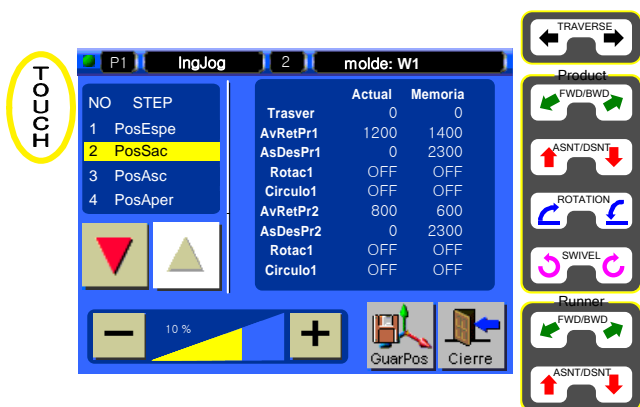 TOUCH
P1 IngJog 2 molde: W1
NO STEP
1 PosEspe
2 PosSac
3 PosAsc
4 PosAper
Actual Memoria
Trasver 0 0
AvRetPr1 1200 1400
AsDesPr1 0 2300
Rotac1 OFF OFF
Circulo1 OFF OFF
AvRetPr2 800 600
AsDesPr2 0 2300
Rotac1 OFF OFF
Circulo1 OFF OFF
10 %
GuarPos
Cierre
TRAVERSE
Product
FWD/BWD
ASNT/DSNT
ROTATION
SWIVEL
Runner
FWD/BWD
ASNT/DSNT